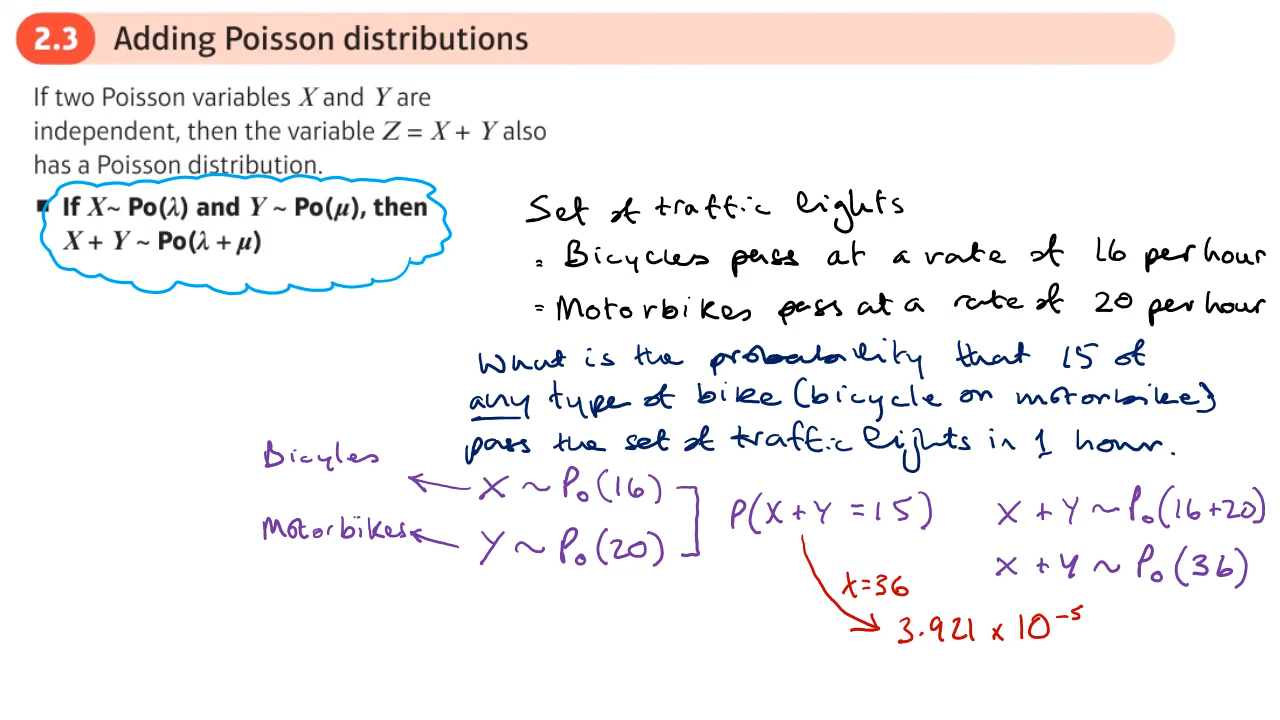 2.3 Adding Poisson distributions
If two Poisson variables X and Y are
independent, then the variable Z = X + Y also
has a Poisson distribution.
▪ If X~ Po(λ) and Y ~ Po(μ), then
X + Y ~ Po(λ + μ)
Set of traffic lights
- Bicycles pass at a rate of 16 per hour
- Motorbikes pass at a rate of 20 per hour
What is the probability that 15 of
any type of bike (bicycle or motorbike)
pass the set of traffic lights in 1 hour.
Bicyles ← X ~ Po(16)
Motorbikes ← Y ~ Po(20)
P(X+Y = 15)
X + Y ~ Po(16+20)
X + Y ~ Po(36)
λ=36
3.921 x 10⁻⁵